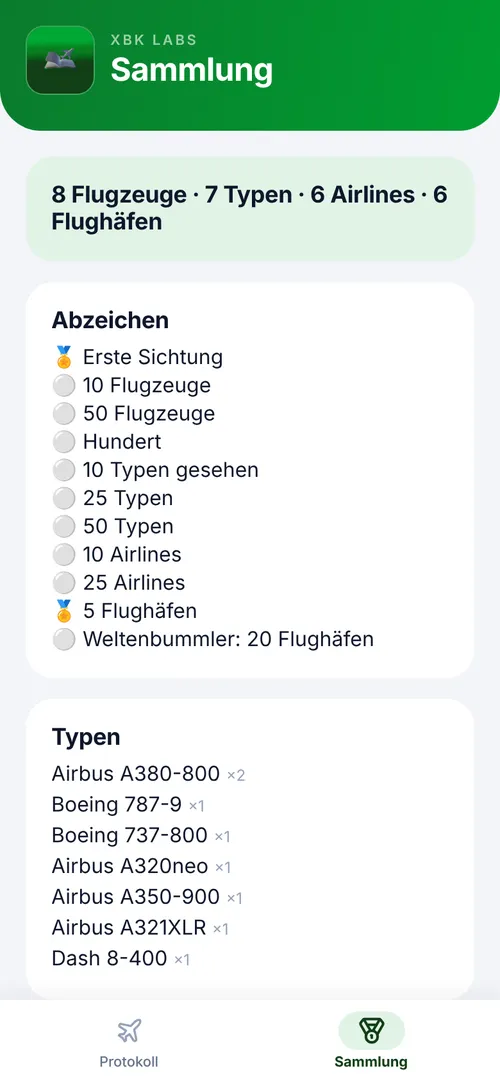 XBK LABS
Sammlung
8 Flugzeuge · 7 Typen · 6 Airlines · 6
Flughäfen
Abzeichen
🏅 Erste Sichtung
⚪ 10 Flugzeuge
⚪ 50 Flugzeuge
⚪ Hundert
⚪ 10 Typen gesehen
⚪ 25 Typen
⚪ 50 Typen
⚪ 10 Airlines
⚪ 25 Airlines
🏅 5 Flughäfen
⚪ Weltenbummler: 20 Flughäfen
Typen
Airbus A380-800 ×2
Boeing 787-9 ×1
Boeing 737-800 ×1
Airbus A320neo ×1
Airbus A350-900 ×1
Airbus A321XLR ×1
Dash 8-400 ×1
Protokoll
Sammlung